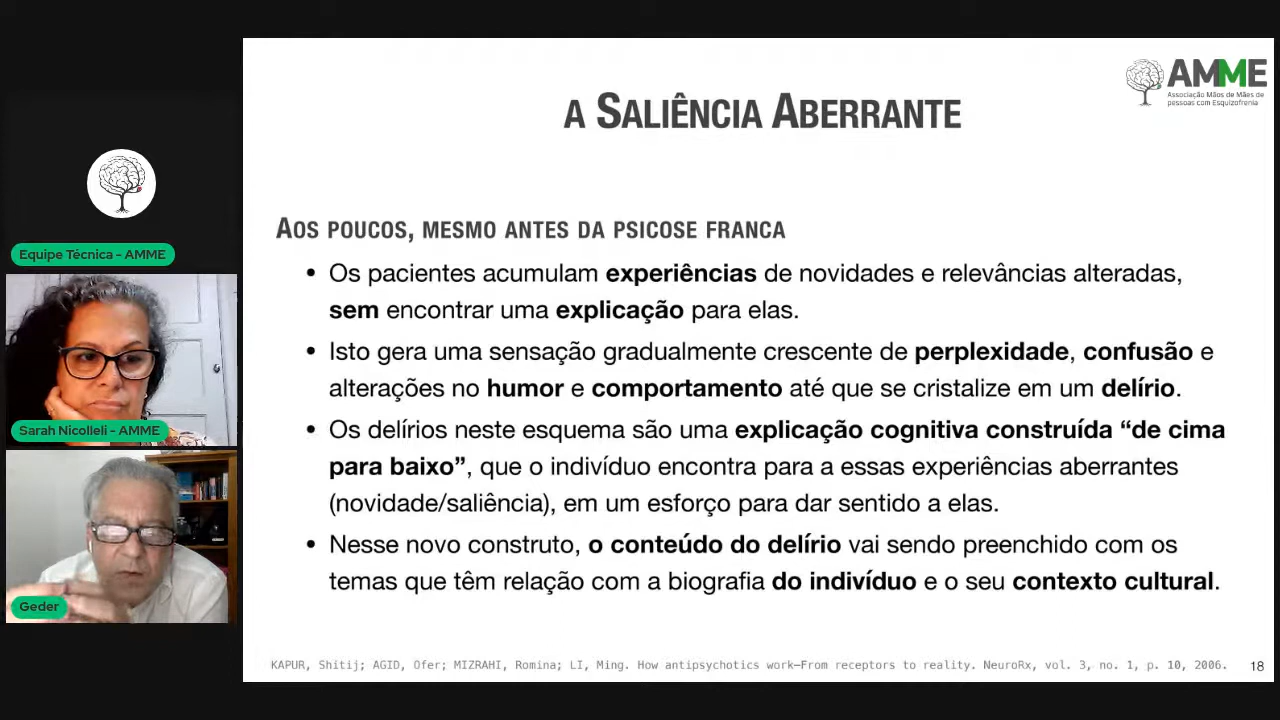 AMME
Associação Mãos de Mães de
pessoas com Esquizofrenia
A SALIÊNCIA ABERRANTE
AOS POUCOS, MESMO ANTES DA PSICOSE FRANCA
• Os pacientes acumulam experiências de novidades e relevâncias alteradas,
sem encontrar uma explicação para elas.
• Isto gera uma sensação gradualmente crescente de perplexidade, confusão e
alterações no humor e comportamento até que se cristalize em um delírio.
• Os delírios neste esquema são uma explicação cognitiva construída “de cima
para baixo”, que o indivíduo encontra para a essas experiências aberrantes
(novidade/saliência), em um esforço para dar sentido a elas.
• Nesse novo construto, o conteúdo do delírio vai sendo preenchido com os
temas que têm relação com a biografia do indivíduo e o seu contexto cultural.
KAPUR, Shitij; AGID, Ofer; MIZRAHI, Romina; LI, Ming. How antipsychotics work—From receptors to reality. NeuroRx, vol. 3, no. 1, p. 10, 2006.
18
Equipe Técnica - AMME
Sarah Nicolleli - AMME
Geder